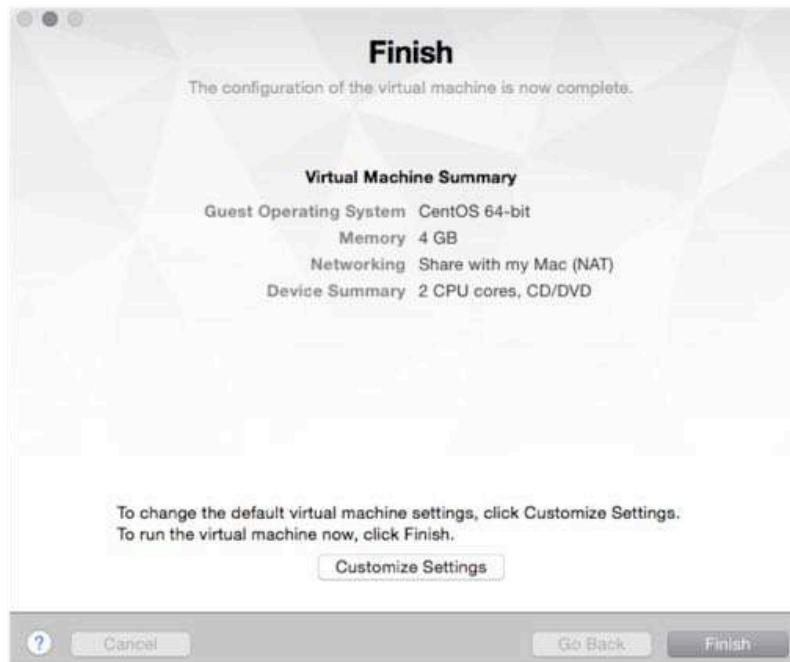 Finish
The configuration of the virtual machine is now complete.
Virtual Machine Summary
Guest Operating System CentOS 64-bit
Memory 4 GB
Networking Share with my Mac (NAT)
Device Summary 2 CPU cores, CD/DVD
To change the default virtual machine settings, click Customize Settings.
To run the virtual machine now, click Finish.
Customize Settings
? Cancel Go Back Finish